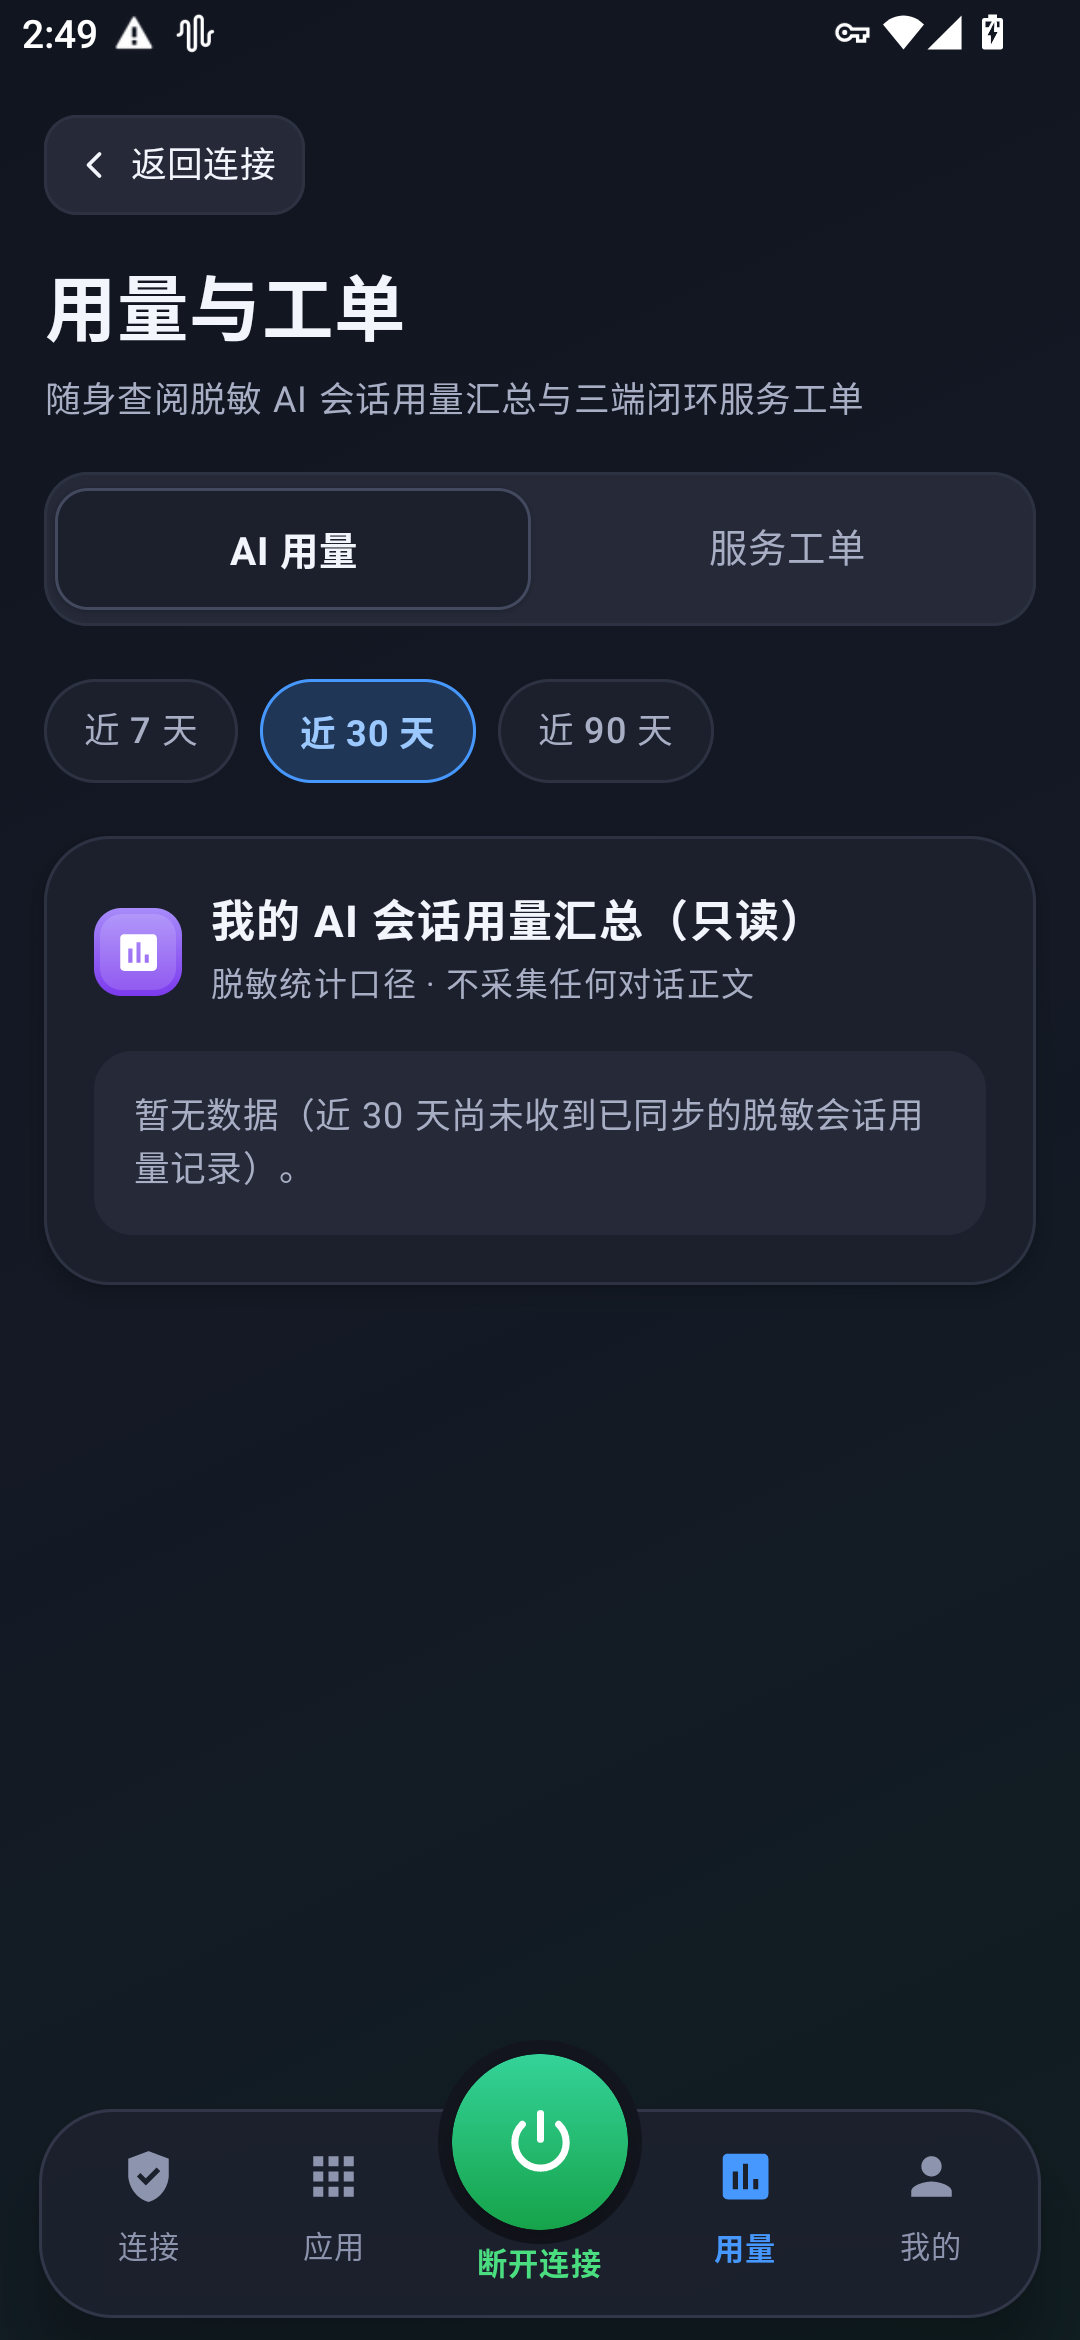 2:49
返回连接
用量与工单
随身查阅脱敏 AI 会话用量汇总与三端闭环服务工单
AI 用量
服务工单
近 7 天
近 30 天
近 90 天
我的 AI 会话用量汇总（只读）
脱敏统计口径 · 不采集任何对话正文
暂无数据（近 30 天尚未收到已同步的脱敏会话用
量记录）。
连接
应用
断开连接
用量
我的